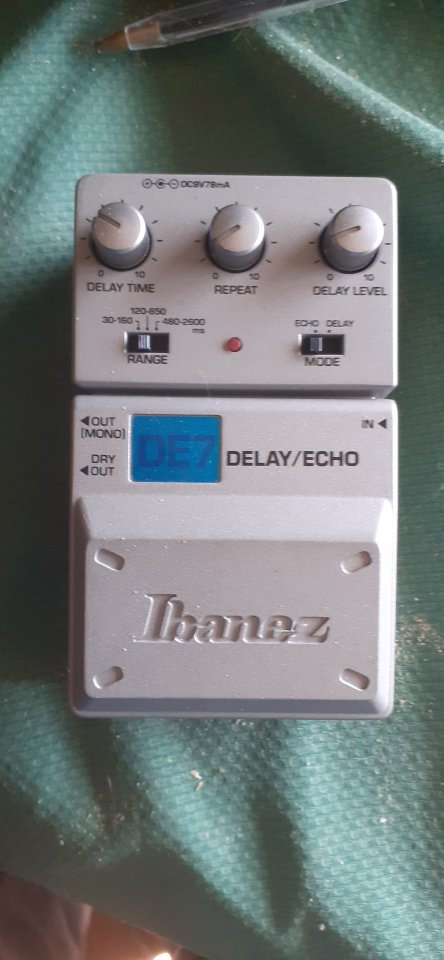 DC9V78mA
0 10 0 10 0 10
DELAY TIME REPEAT DELAY LEVEL
120-650
30-160 460-2600
ms
RANGE
ECHO DELAY
MODE
OUT
(MONO)
DRY
OUT
IN
DE7 DELAY/ECHO
Ibanez